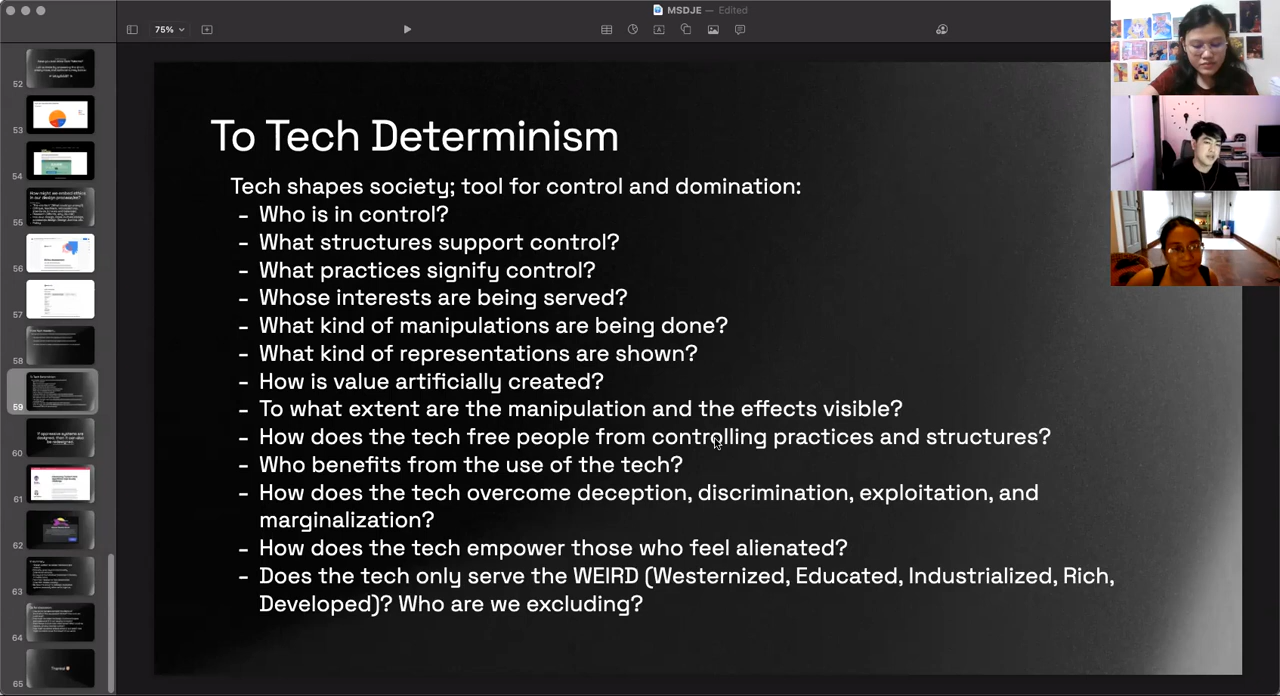 MSDJE — Edited
75%
To Tech Determinism
Tech shapes society; tool for control and domination:
- Who is in control?
- What structures support control?
- What practices signify control?
- Whose interests are being served?
- What kind of manipulations are being done?
- What kind of representations are shown?
- How is value artificially created?
- To what extent are the manipulation and the effects visible?
- How does the tech free people from controlling practices and structures?
- Who benefits from the use of the tech?
- How does the tech overcome deception, discrimination, exploitation, and
marginalization?
- How does the tech empower those who feel alienated?
- Does the tech only serve the WEIRD (Westernized, Educated, Industrialized, Rich,
Developed)? Who are we excluding?
52
53
54
55
56
57
58
59
60
61
62
63
64
65